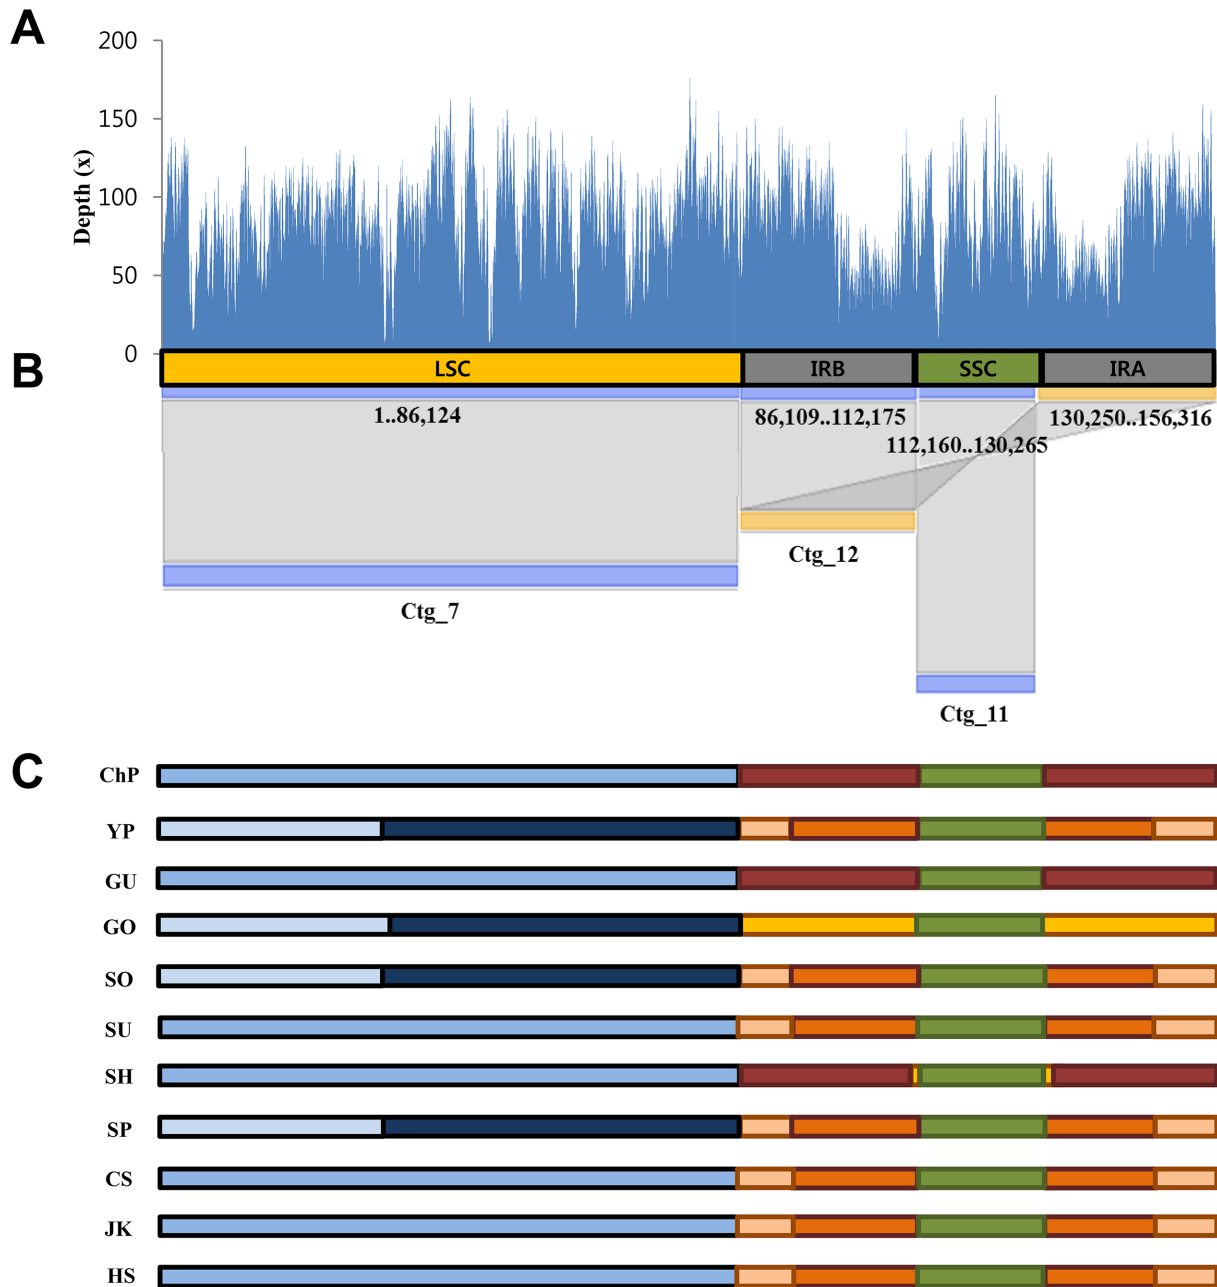 A
200
150
100
50
0
Depth (x)
B
LSC IRB SSC IRA
1..86,124 86,109..112,175 130,250..156,316
112,160..130,265
Ctg_12
Ctg_7
Ctg_11
C
ChP
YP
GU
GO
SO
SU
SH
SP
CS
JK
HS